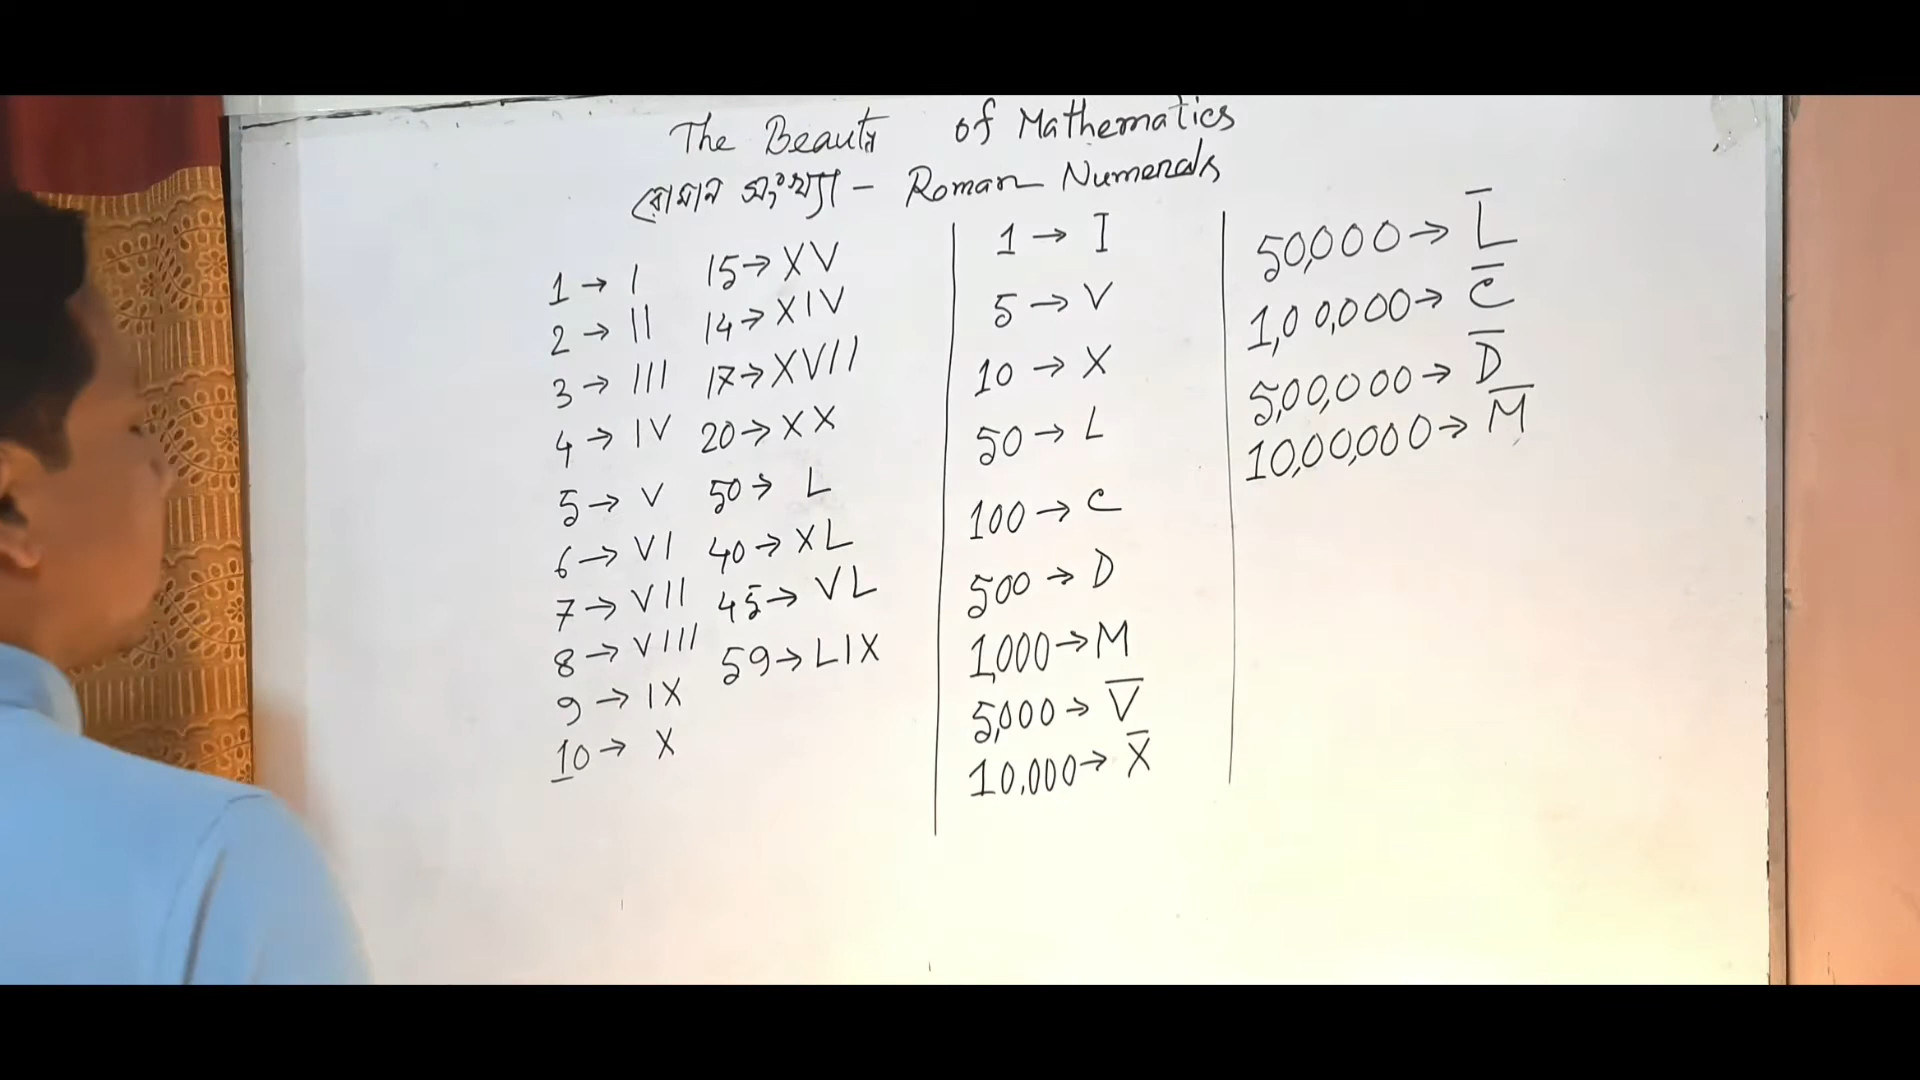 The Beauty of Mathematics
রোমান সংখ্যা - Roman Numerals
1 → I
2 → II
3 → III
4 → IV
5 → V
6 → VI
7 → VII
8 → VIII
9 → IX
10 → X
15 → XV
14 → XIV
17 → XVII
20 → XX
50 → L
40 → XL
45 → VL
59 → LIX
1 → I
5 → V
10 → X
50 → L
100 → C
500 → D
1,000 → M
5,000 → V̅
10,000 → X̅
50,000 → L̅
1,00,000 → C̅
5,00,000 → D̅
10,00,000 → M̅